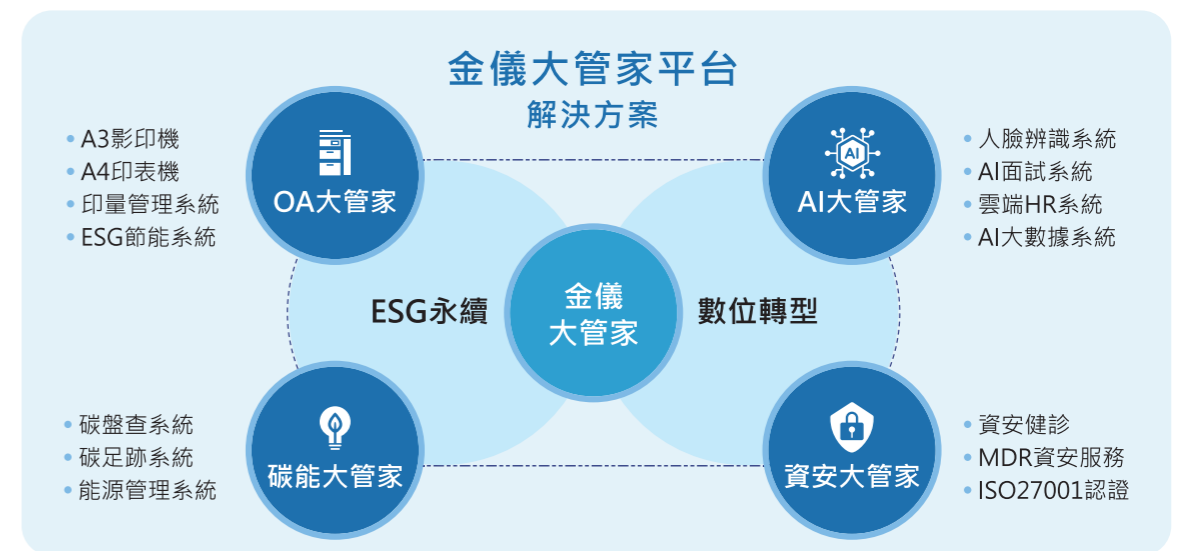 金儀大管家平台
解決方案
• A3影印機
• A4印表機
• 印量管理系統
• ESG節能系統
OA大管家
AI
AI大管家
• 人臉辨識系統
• AI面試系統
• 雲端HR系統
• AI大數據系統
ESG永續
金儀
大管家
數位轉型
• 碳盤查系統
• 碳足跡系統
• 能源管理系統
碳能大管家
資安大管家
• 資安健診
• MDR資安服務
• ISO27001認證